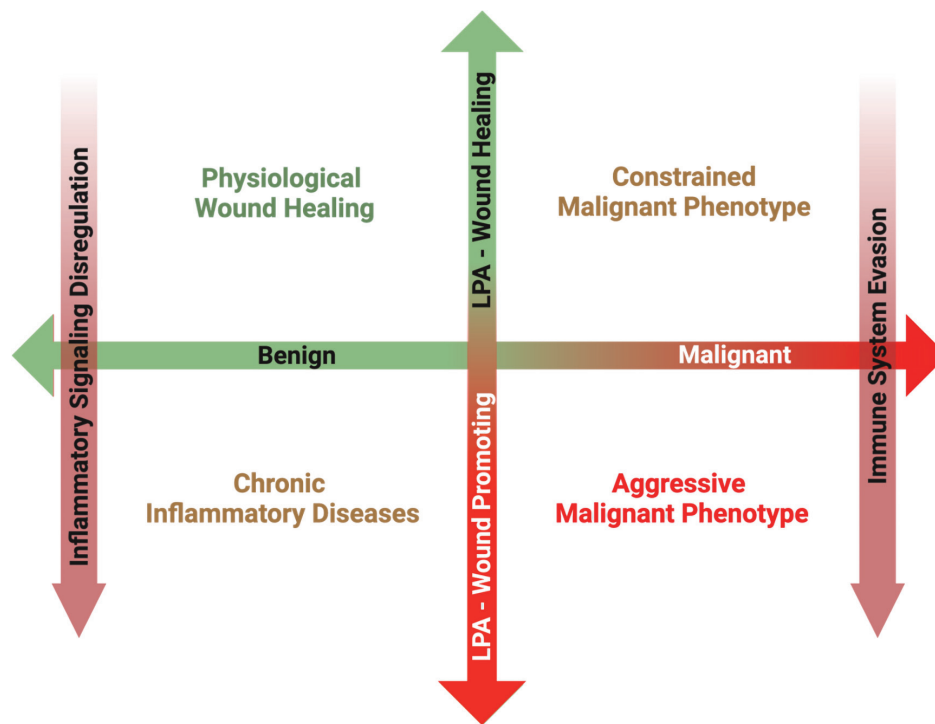 Inflammatory Signaling Disregulation
Physiological
Wound Healing
LPA - Wound Healing
Constrained
Malignant Phenotype
Immune System Evasion
Benign
Malignant
Chronic
Inflammatory Diseases
LPA - Wound Promoting
Aggressive
Malignant Phenotype